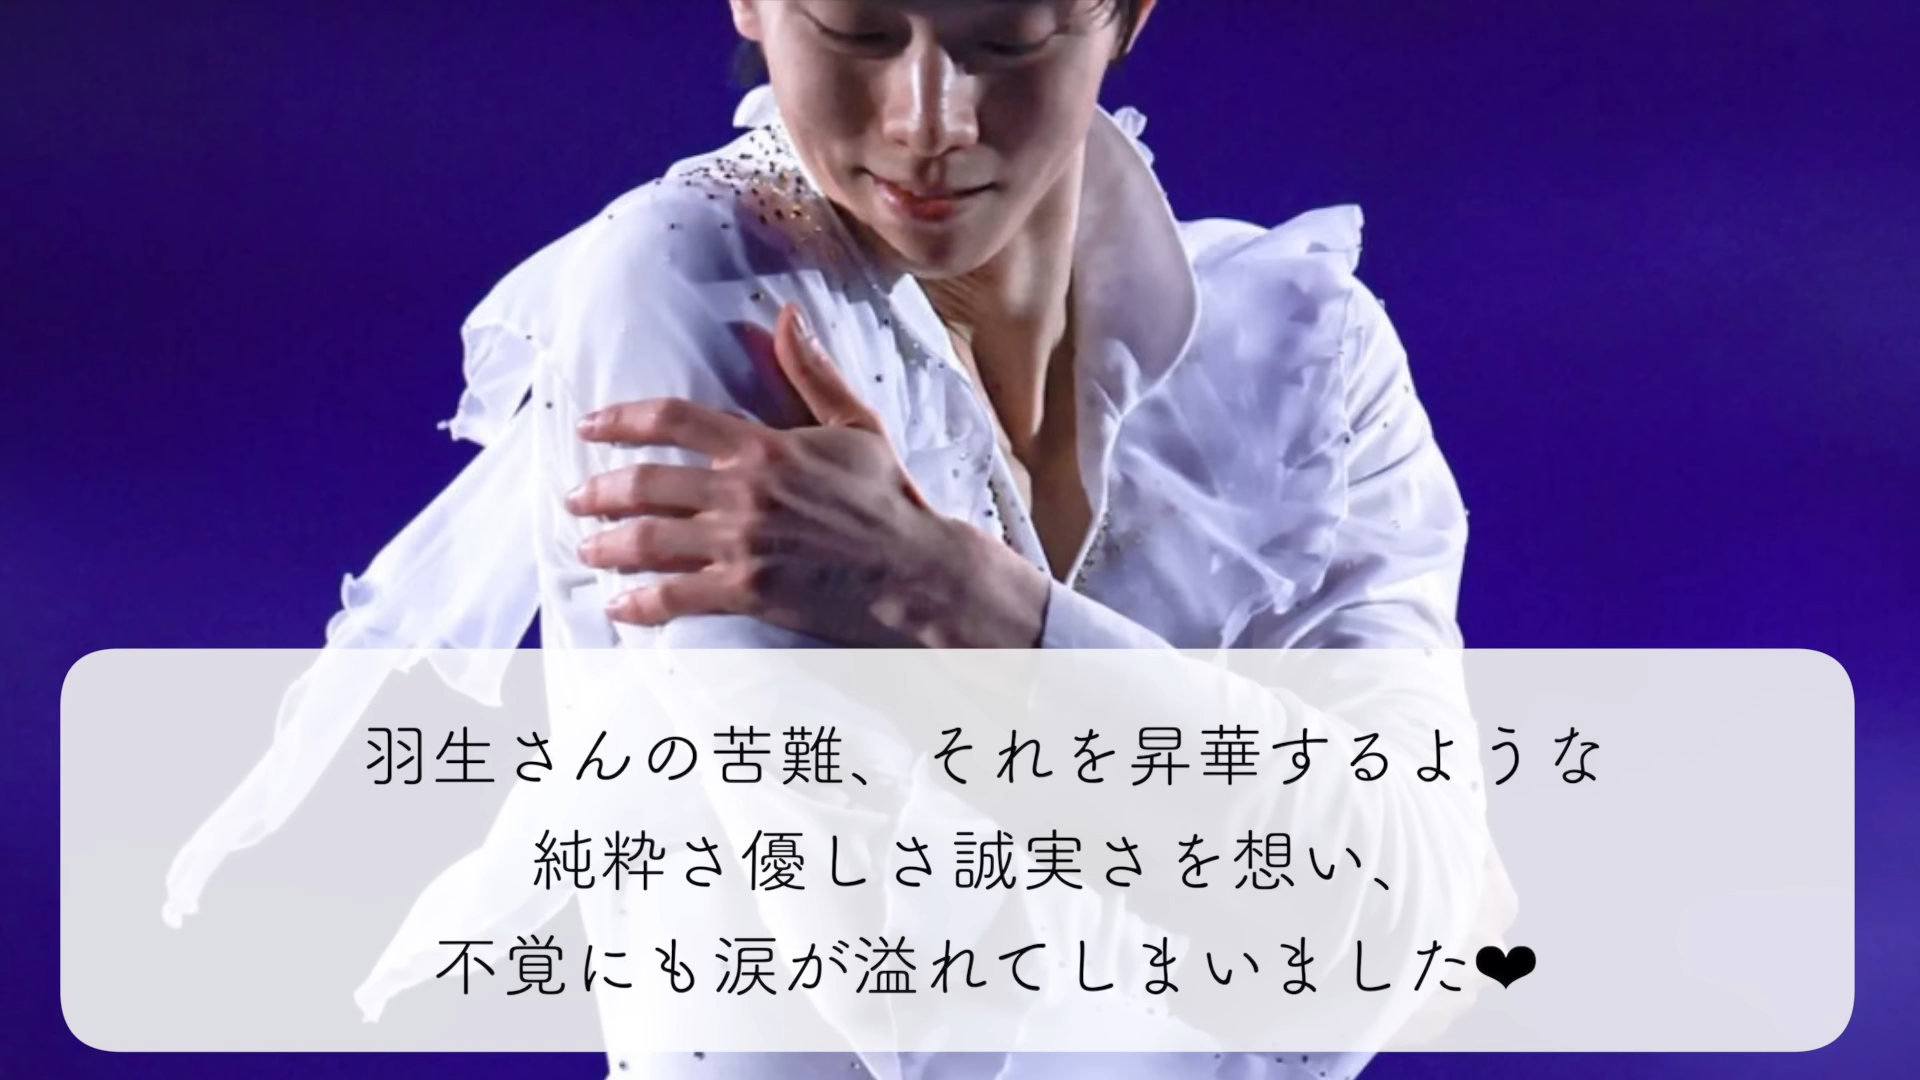 羽生さんの苦難、それを昇華するような
純粋さ優しさ誠実さを想い、
不覚にも涙が溢れてしまいました❤